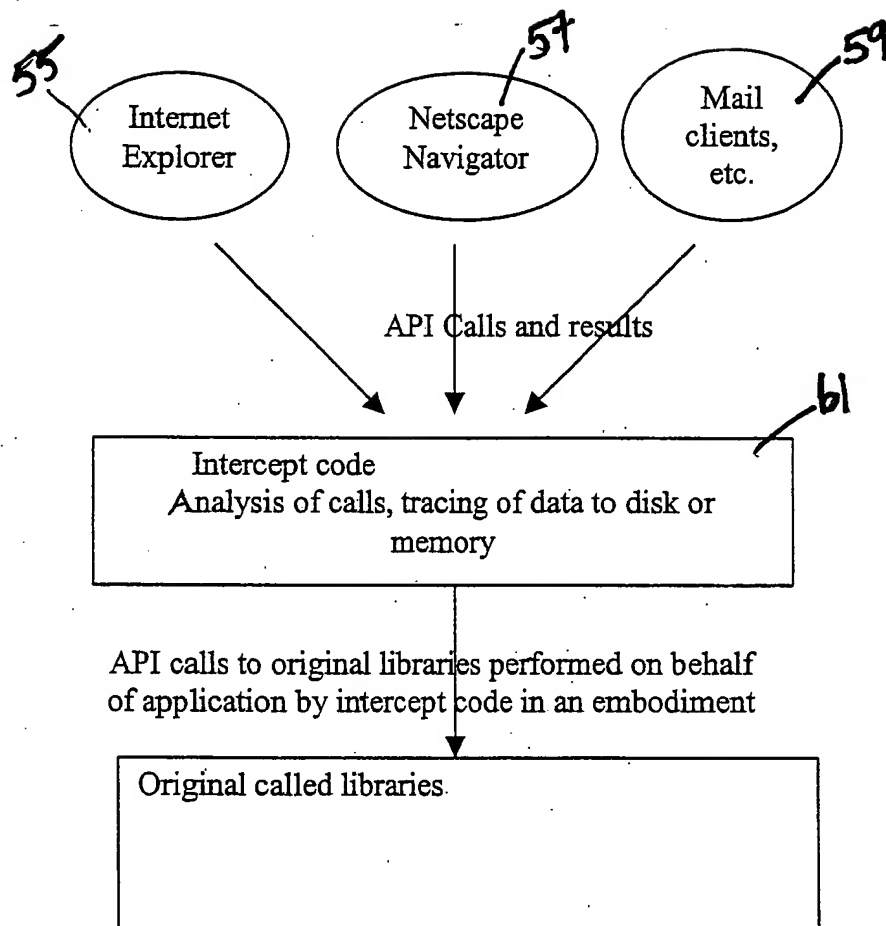 55
57
59
Internet
Explorer
Netscape
Navigator
Mail
clients,
etc.
API Calls and results
61
Intercept code
Analysis of calls, tracing of data to disk or
memory
API calls to original libraries performed on behalf
of application by intercept code in an embodiment
Original called libraries